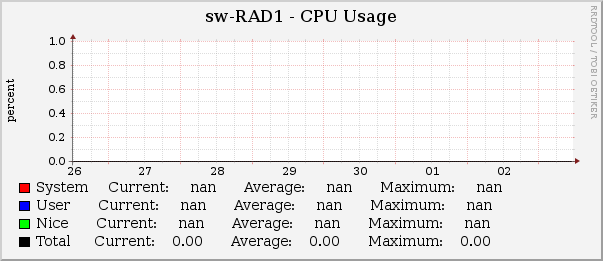 sw-RAD1 - CPU Usage
RRDTOOL / TOBI OETIKER
percent
1.0
0.8
0.6
0.4
0.2
0.0
26 27 28 29 30 31 01 02
System Current: nan Average: nan Maximum: nan
User Current: nan Average: nan Maximum: nan
Nice Current: nan Average: nan Maximum: nan
Total Current: 0.00 Average: 0.00 Maximum: 0.00